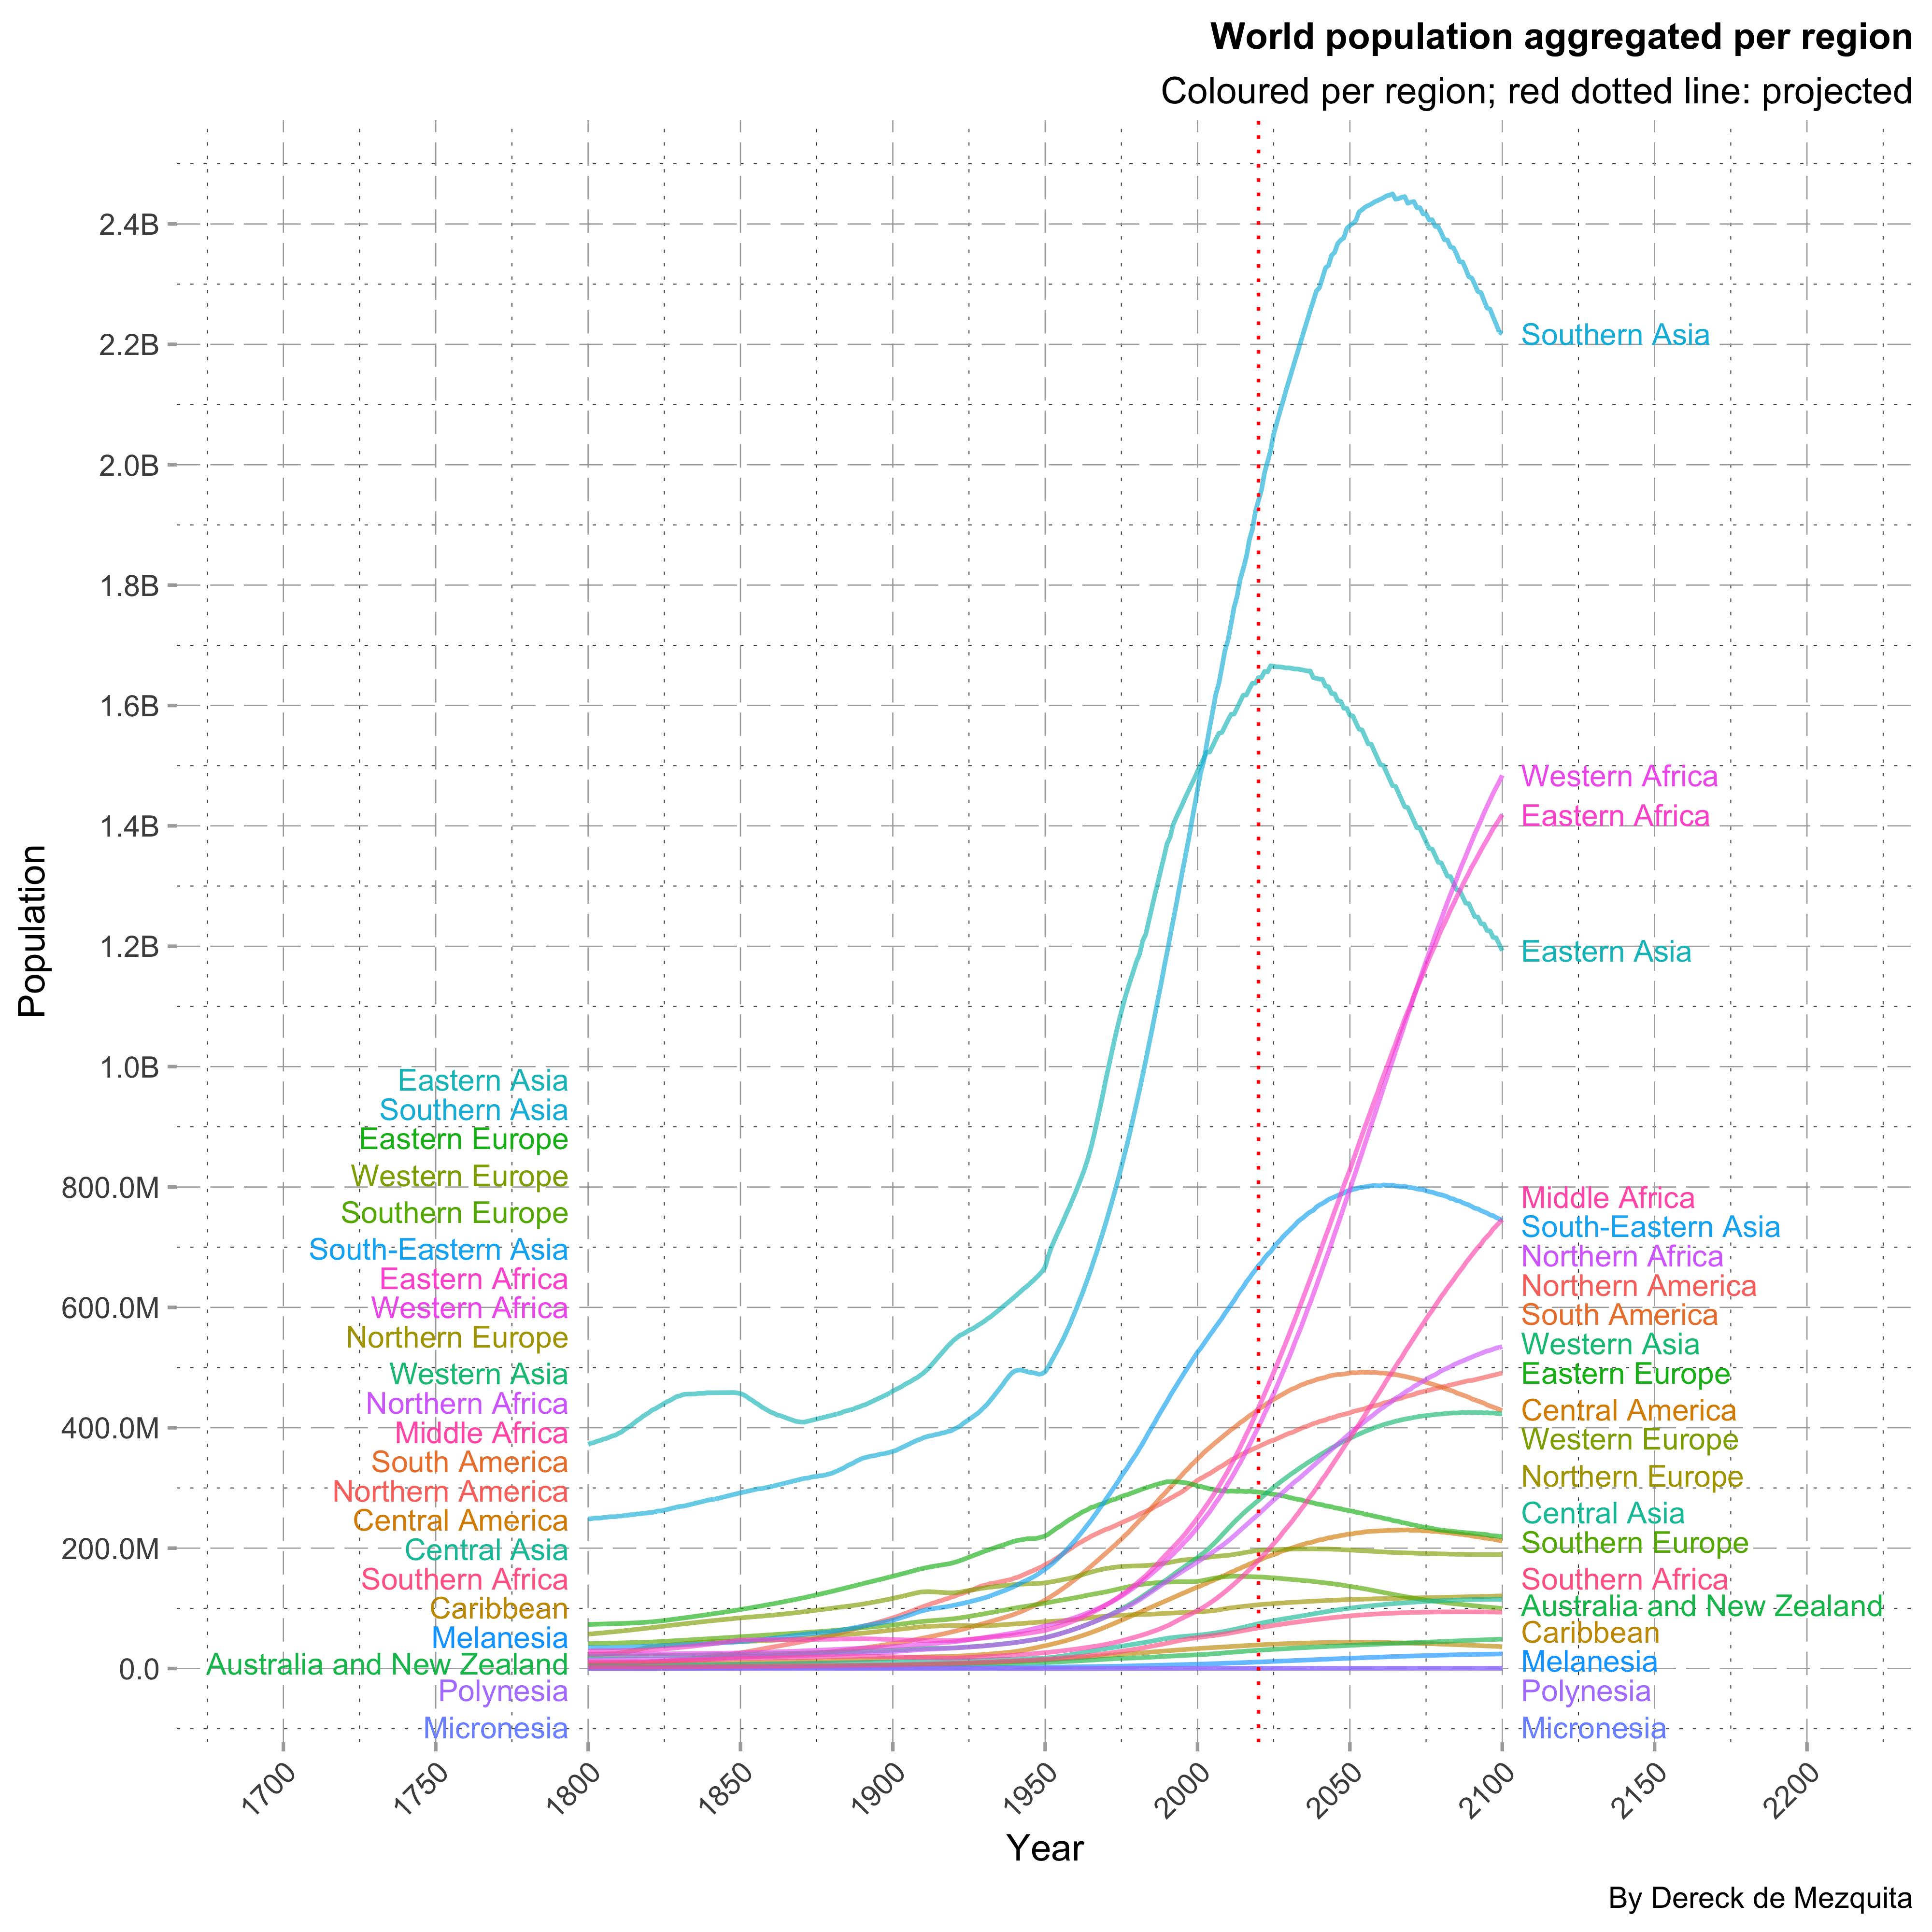 World population aggregated per region
Coloured per region; red dotted line: projected
Population
2.4B
2.2B
2.0B
1.8B
1.6B
1.4B
1.2B
1.0B
800.0M
600.0M
400.0M
200.0M
0.0
Eastern Asia
Southern Asia
Eastern Europe
Western Europe
Southern Europe
South-Eastern Asia
Eastern Africa
Western Africa
Northern Europe
Western Asia
Northern Africa
Middle Africa
South America
Northern America
Central America
Central Asia
Southern Africa
Caribbean
Melanesia
Australia and New Zealand
Polynesia
Micronesia
Southern Asia
Western Africa
Eastern Africa
Eastern Asia
Middle Africa
South-Eastern Asia
Northern Africa
Northern America
South America
Western Asia
Eastern Europe
Central America
Western Europe
Northern Europe
Central Asia
Southern Europe
Southern Africa
Australia and New Zealand
Caribbean
Melanesia
Polynesia
Micronesia
1700
1750
1800
1850
1900
1950
2000
2050
2100
2150
2200
Year
By Dereck de Mezquita